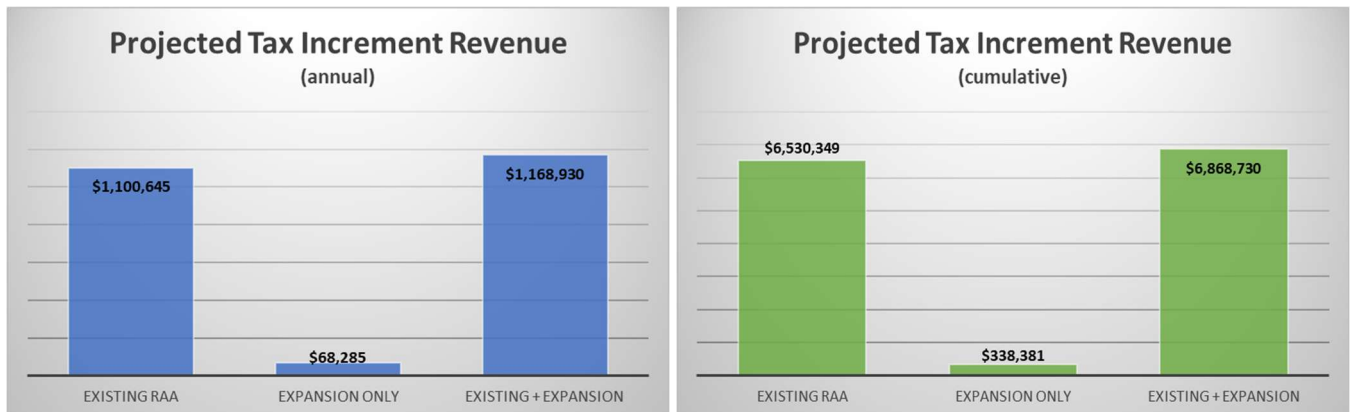 Projected Tax Increment Revenue
(annual)
$1,100,645
$68,285
$1,168,930
EXISTING RAA
EXPANSION ONLY
EXISTING + EXPANSION
Projected Tax Increment Revenue
(cumulative)
$6,530,349
$338,381
$6,868,730
EXISTING RAA
EXPANSION ONLY
EXISTING + EXPANSION